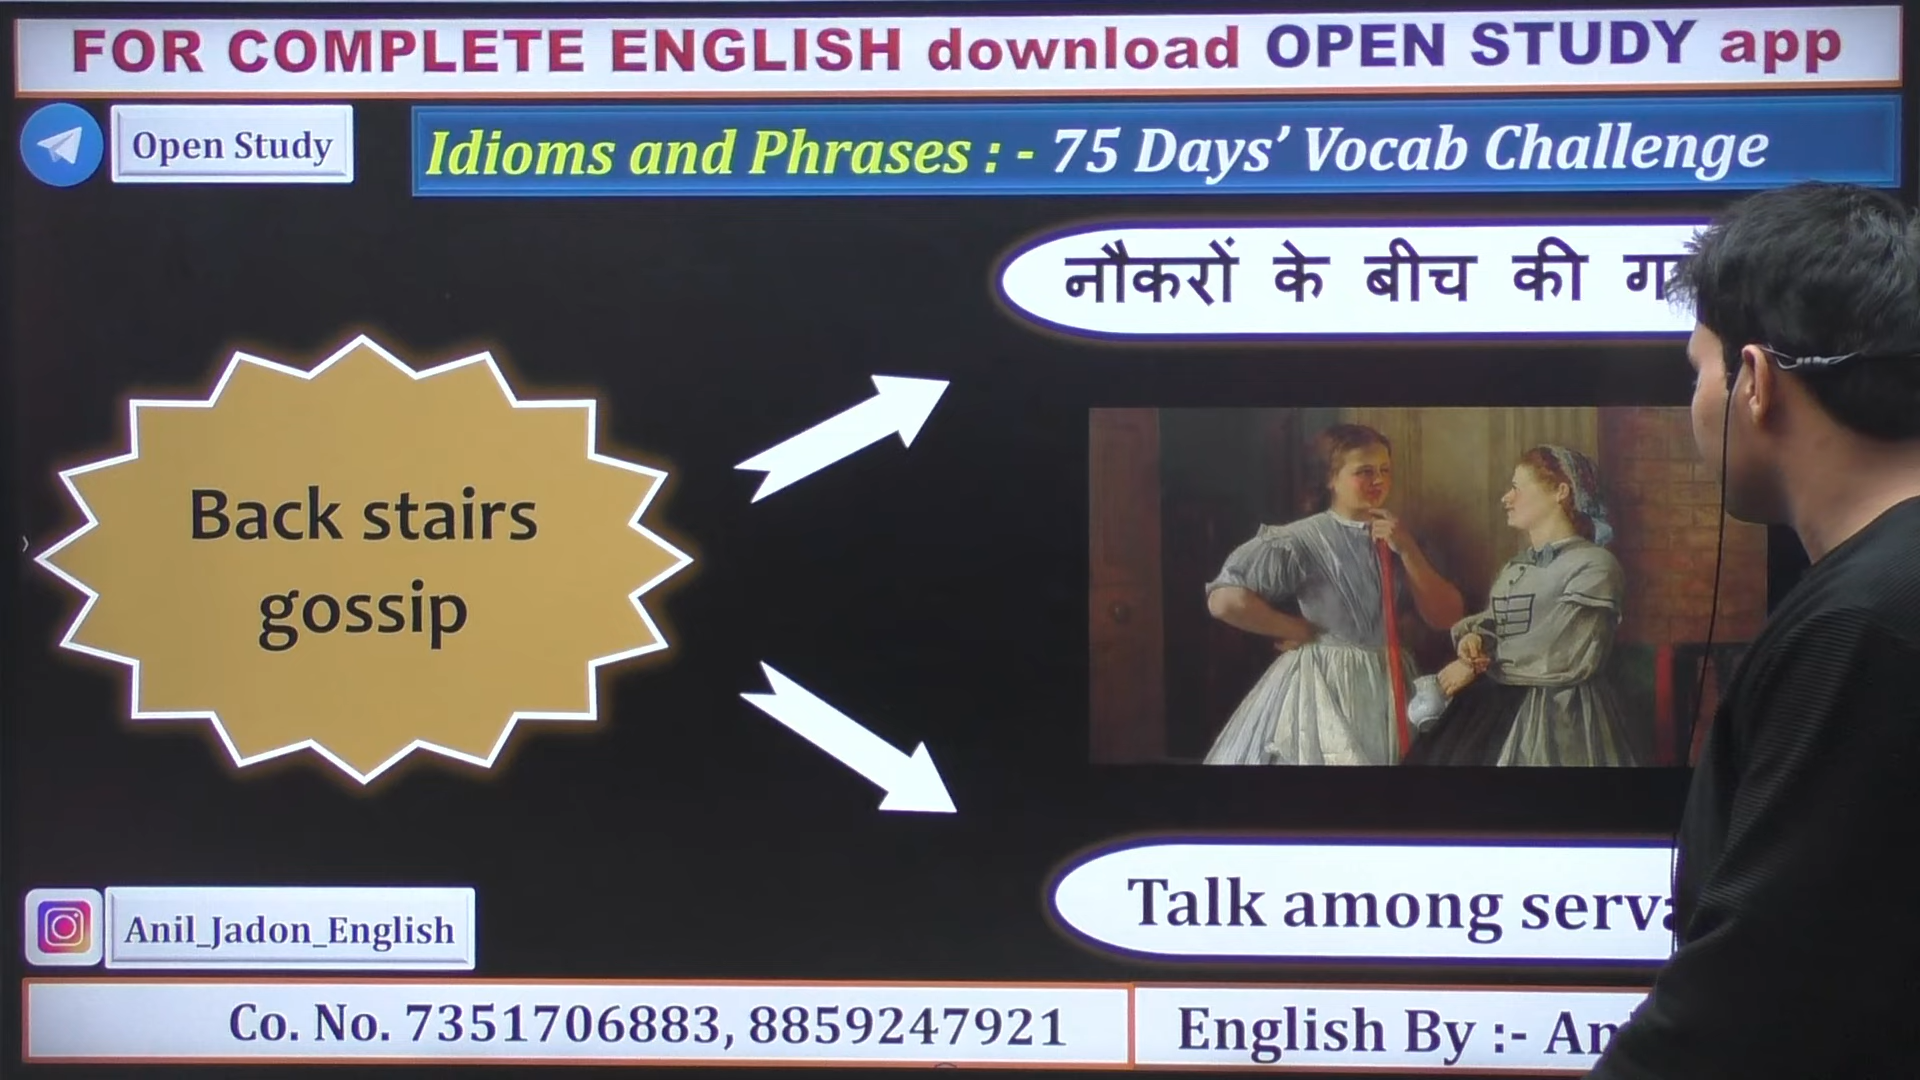 FOR COMPLETE ENGLISH download OPEN STUDY app
Open Study
Idioms and Phrases : - 75 Days’ Vocab Challenge
नौकरों के बीच की
Back stairs
gossip
Talk among
Anil_Jadon_English
Co. No. 7351706883, 8859247921
English By :-